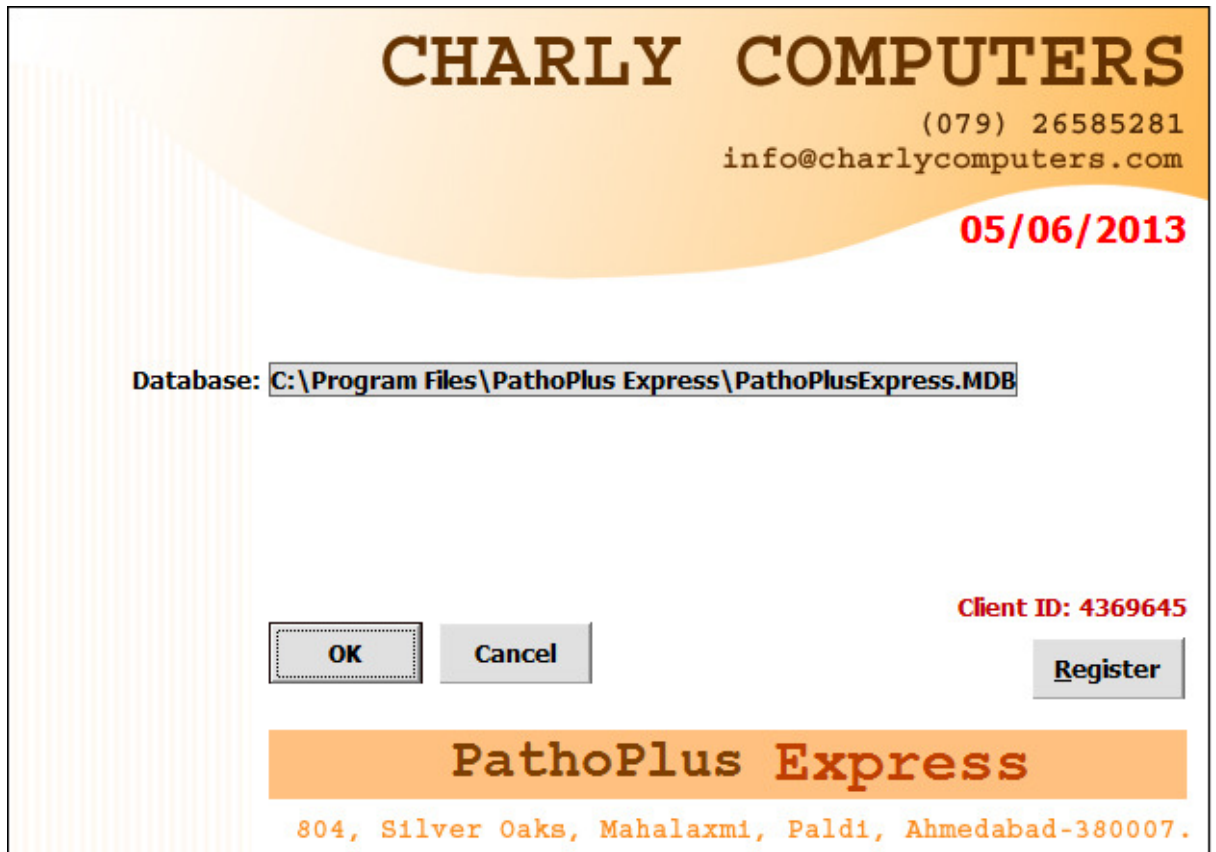 CHARLY COMPUTERS
(079) 26585281
info@charlycomputers.com
05/06/2013
Database: C:\Program Files\PathoPlus Express\PathoPlusExpress.MDB
Client ID: 4369645
OK Cancel Register
PathoPlus Express
804, Silver Oaks, Mahalaxmi, Paldi, Ahmedabad-380007.